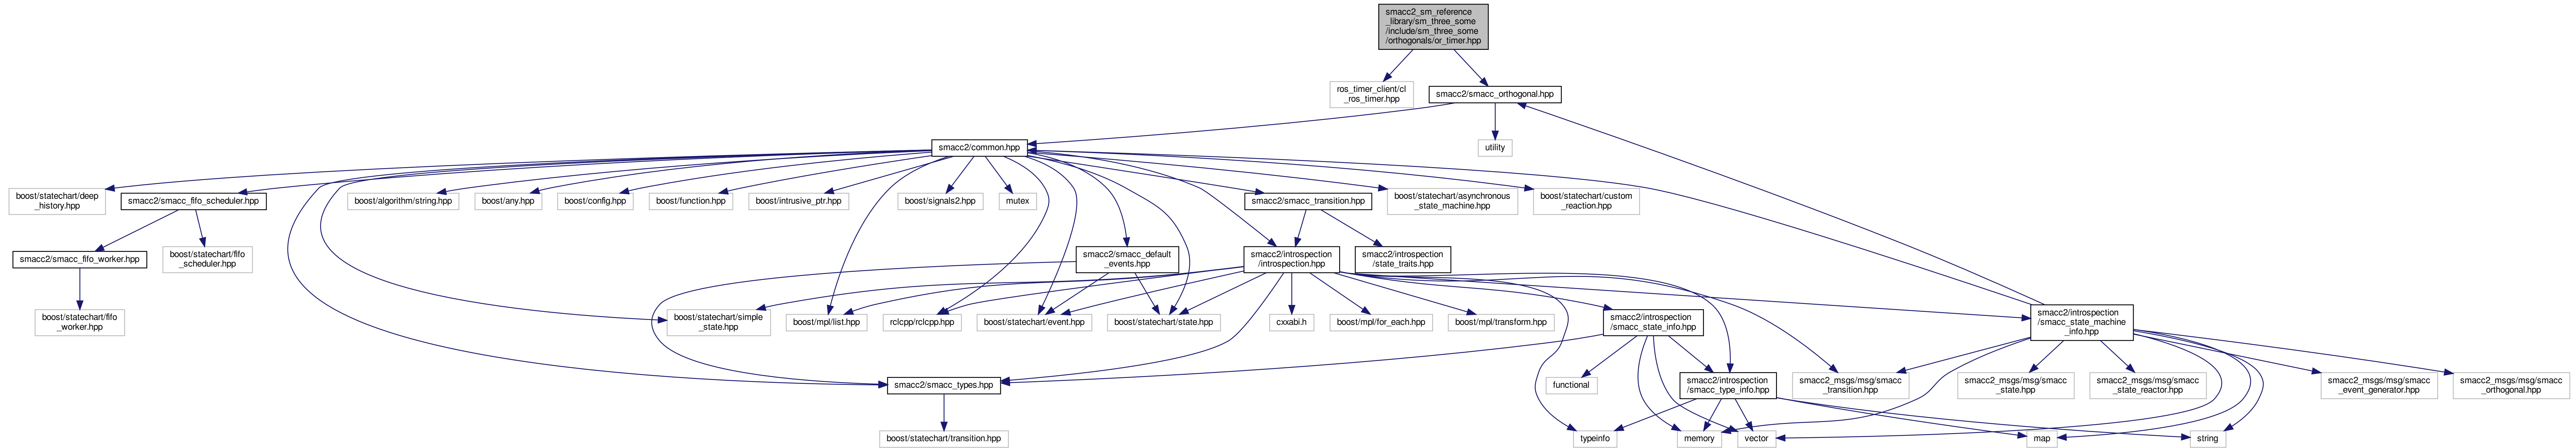 smacc2_sm_reference
_library/sm_three_some
/include/sm_three_some
/orthogonals/or_timer.hpp
ros_timer_client/cl
_ros_timer.hpp
smacc2/smacc_orthogonal.hpp
smacc2/common.hpp
utility
boost/statechart/deep
_history.hpp
smacc2/smacc_fifo_scheduler.hpp
boost/algorithm/string.hpp
boost/any.hpp
boost/config.hpp
boost/function.hpp
boost/intrusive_ptr.hpp
boost/signals2.hpp
mutex
smacc2/smacc_transition.hpp
boost/statechart/asynchronous
_state_machine.hpp
boost/statechart/custom
_reaction.hpp
smacc2/smacc_fifo_worker.hpp
boost/statechart/fifo
_scheduler.hpp
smacc2/smacc_default
_events.hpp
smacc2/introspection
/introspection.hpp
smacc2/introspection
/state_traits.hpp
boost/statechart/fifo
_worker.hpp
boost/statechart/simple
_state.hpp
boost/mpl/list.hpp
rclcpp/rclcpp.hpp
boost/statechart/event.hpp
boost/statechart/state.hpp
cxxabi.h
boost/mpl/for_each.hpp
boost/mpl/transform.hpp
smacc2/introspection
/smacc_state_info.hpp
smacc2/introspection
/smacc_state_machine
_info.hpp
smacc2/smacc_types.hpp
functional
smacc2/introspection
/smacc_type_info.hpp
smacc2_msgs/msg/smacc
_transition.hpp
smacc2_msgs/msg/smacc
_state.hpp
smacc2_msgs/msg/smacc
_state_reactor.hpp
smacc2_msgs/msg/smacc
_event_generator.hpp
smacc2_msgs/msg/smacc
_orthogonal.hpp
boost/statechart/transition.hpp
typeinfo
memory
vector
map
string